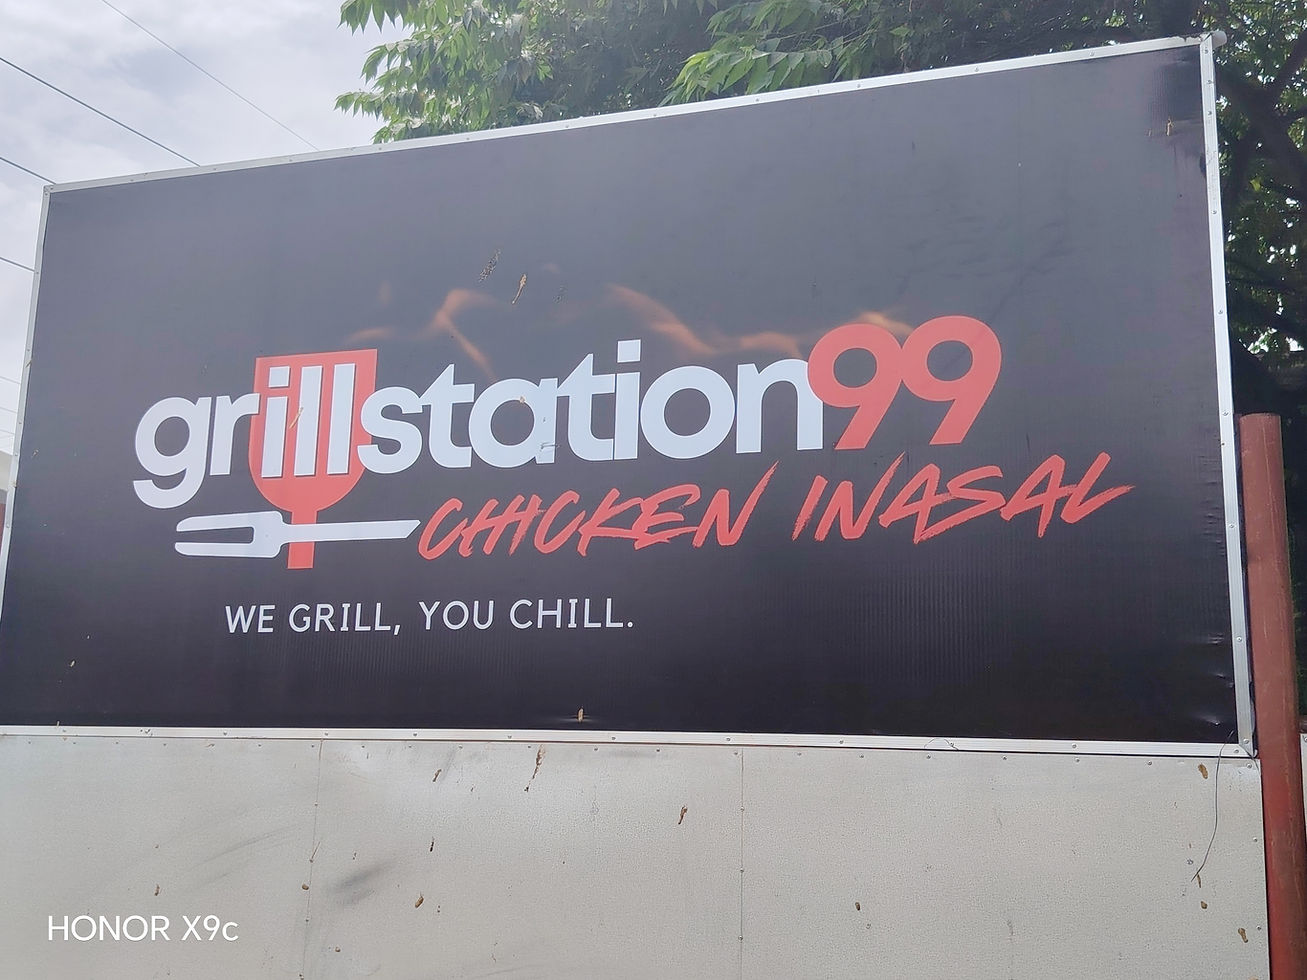 grillstation99
CHICKEN INASAL
WE GRILL, YOU CHILL.
HONOR X9c